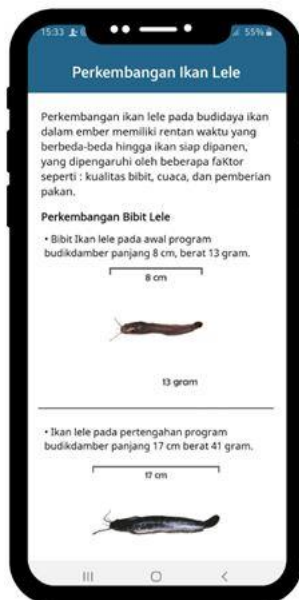 15:33
55%
Perkembangan Ikan Lele
Perkembangan ikan lele pada budidaya ikan
dalam ember memiliki rentan waktu yang
berbeda-beda hingga ikan siap dipanen,
yang dipengaruhi oleh beberapa faKtor
seperti : kualitas bibit, cuaca, dan pemberian
pakan.
Perkembangan Bibit Lele
• Bibit Ikan lele pada awal program
budikdamber panjang 8 cm, berat 13 gram.
8 cm
13 gram
• Ikan lele pada pertengahan program
budikdamber panjang 17 cm berat 41 gram.
17 cm